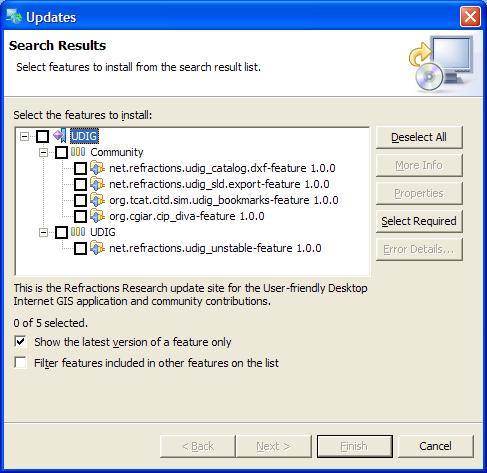 Updates
Search Results
Select features to install from the search result list.
Select the features to install:
UDIG
Community
net.refractions.udig_catalog.dxf-feature 1.0.0
net.refractions.udig_sld.export-feature 1.0.0
org.tcat.citd.sim.udig_bookmarks-feature 1.0.0
org.cgiar.cip_diva-feature 1.0.0
UDIG
net.refractions.udig_unstable-feature 1.0.0
Deselect All
More Info
Properties
Select Required
Error Details...
This is the Refractions Research update site for the User-friendly Desktop
Internet GIS application and community contributions.
0 of 5 selected.
Show the latest version of a feature only
Filter features included in other features on the list
< Back
Next >
Finish
Cancel